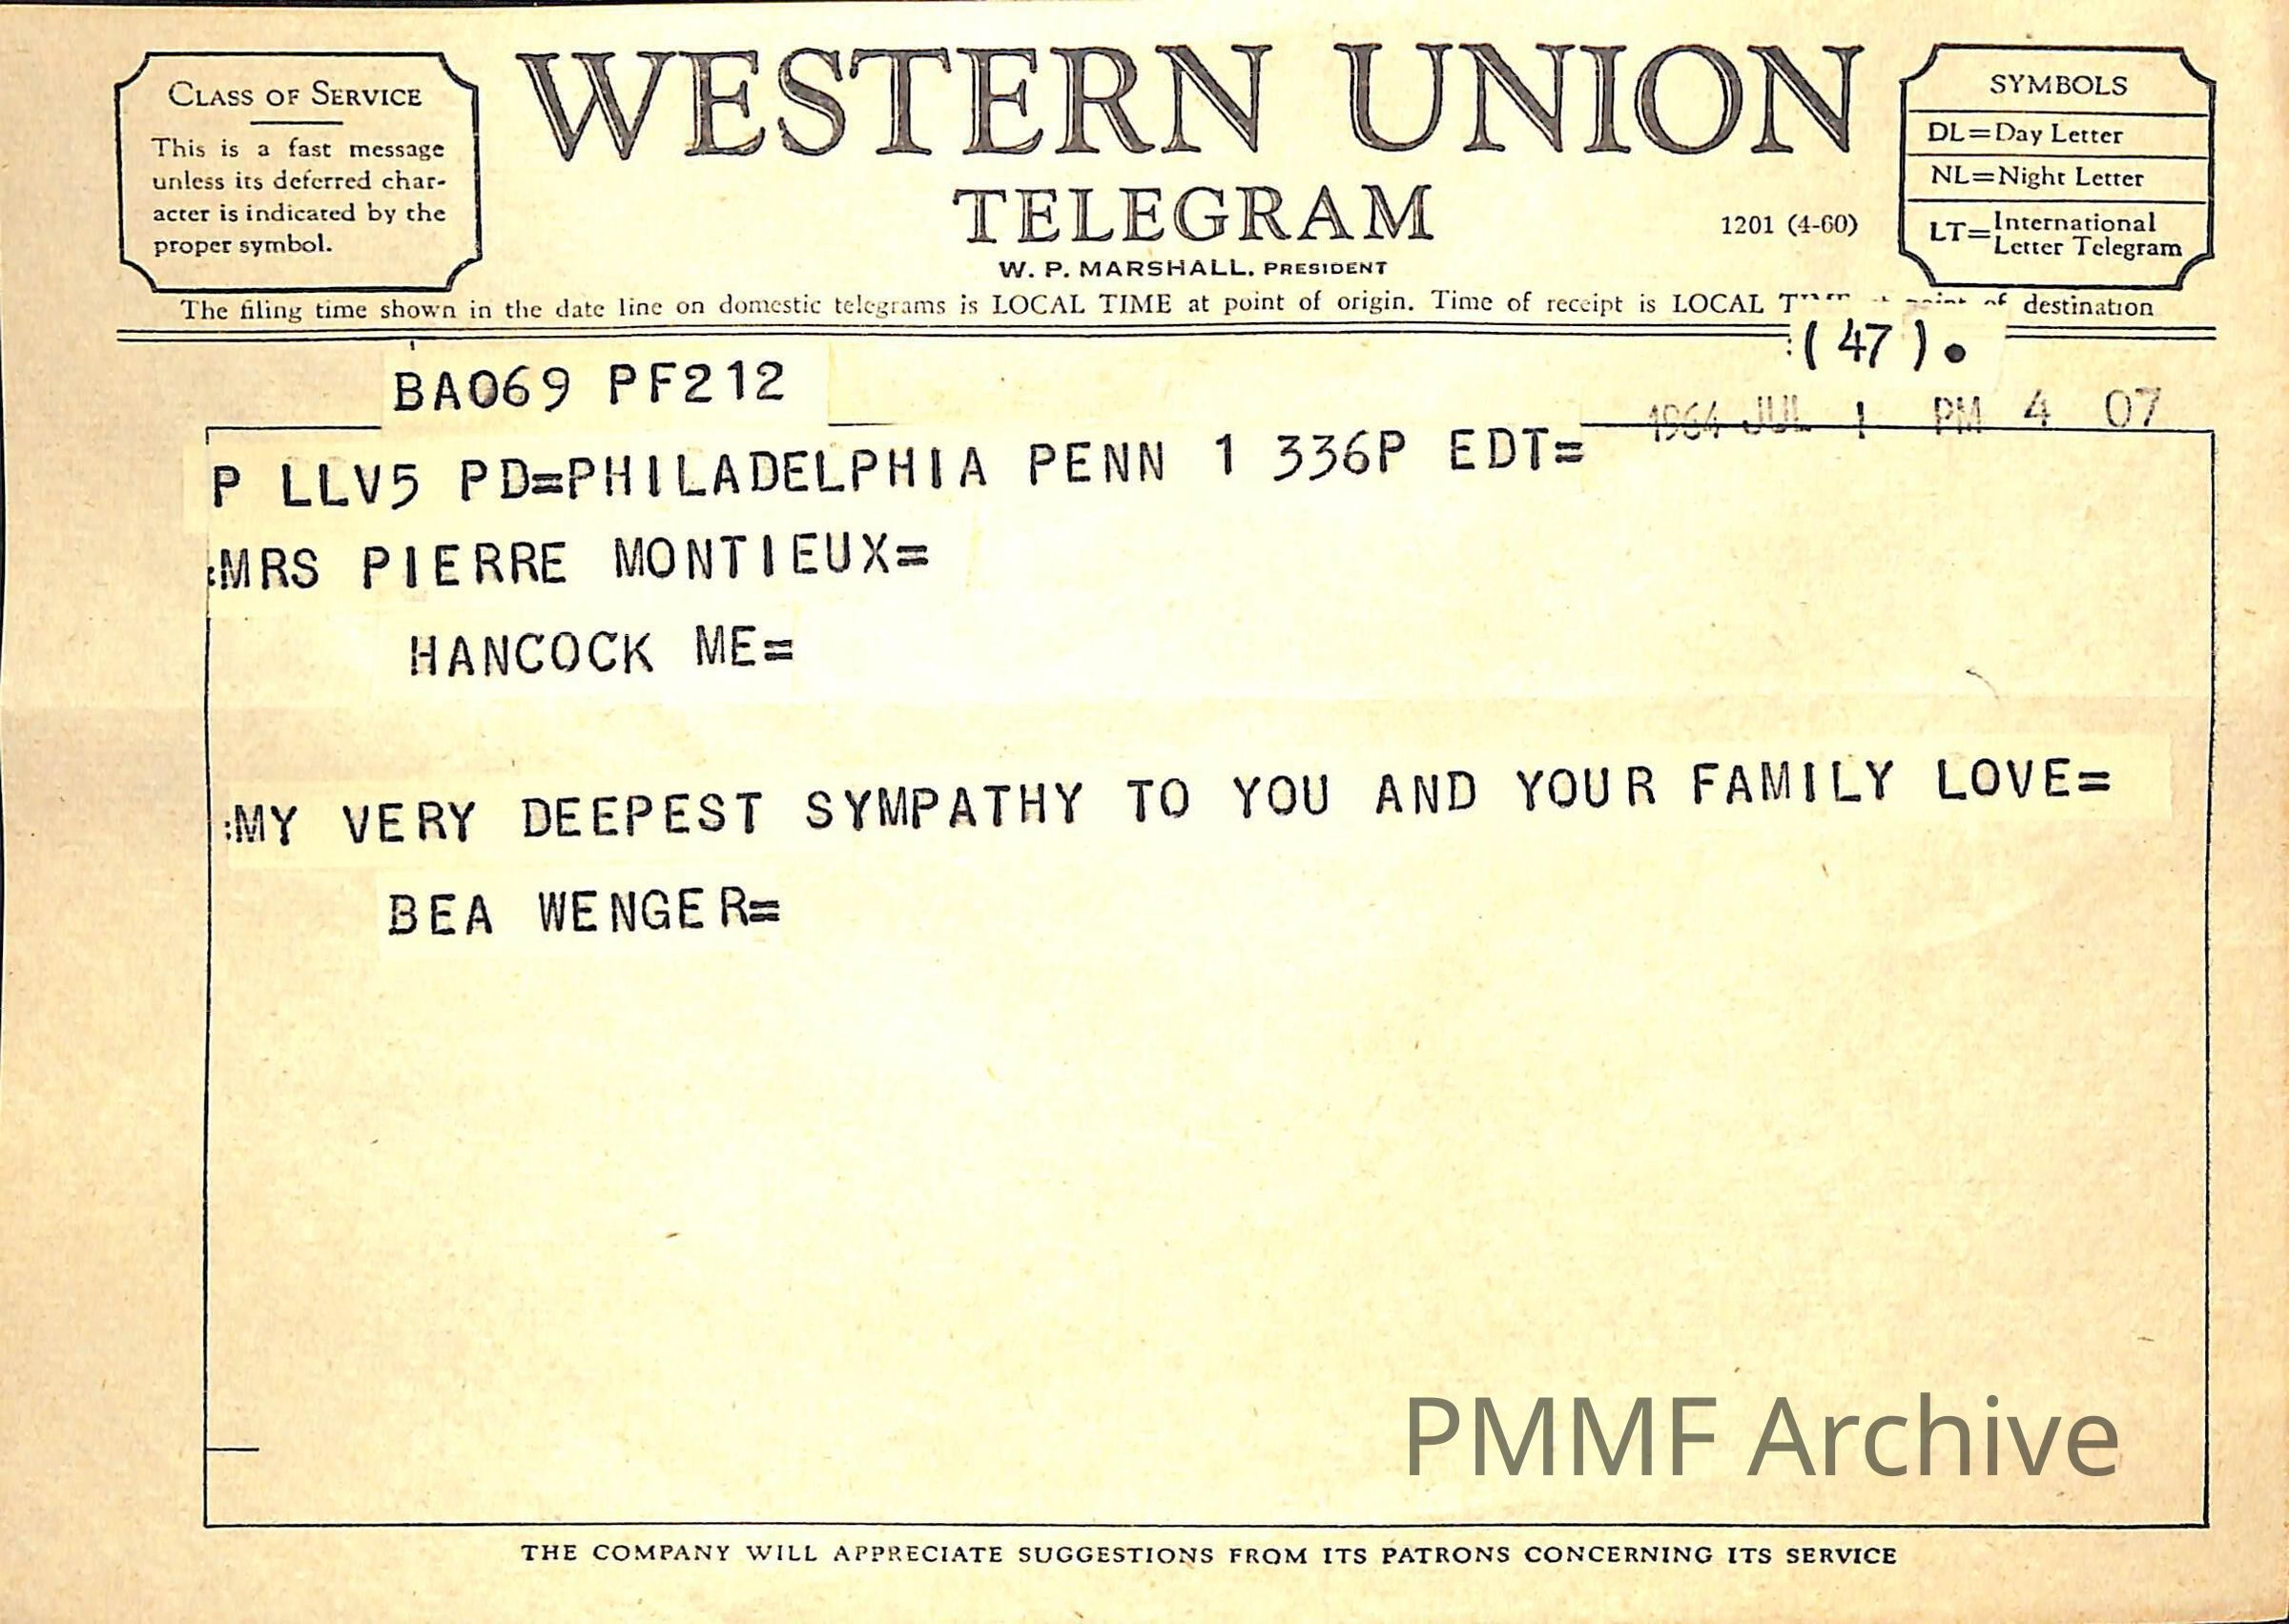 CLASS OF SERVICE
This is a fast message
unless its deferred char-
acter is indicated by the
proper symbol.
WESTERN UNION
TELEGRAM
1201 (4-60)
W. P. MARSHALL. PRESIDENT
SYMBOLS
DL=Day Letter
NL=Night Letter
LT=International
Letter Telegram
The filing time shown in the date line on domestic telegrams is LOCAL TIME at point of origin. Time of receipt is LOCAL of destination
:(47).
BA069 PF212
1964 JUL 1 PM 4 07
P LLV5 PD=PHILADELPHIA PENN 1 336P EDT=
:MRS PIERRE MONTIEUX=
HANCOCK ME=
:MY VERY DEEPEST SYMPATHY TO YOU AND YOUR FAMILY LOVE=
BEA WENGER=
PMMF Archive
THE COMPANY WILL APPRECIATE SUGGESTIONS FROM ITS PATRONS CONCERNING ITS SERVICE